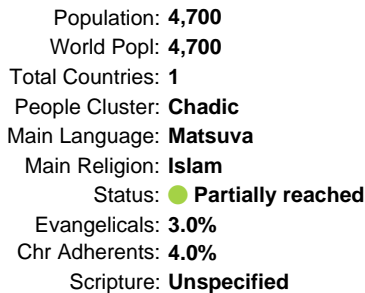 Population: 4,700
World Popl: 4,700
Total Countries: 1
People Cluster: Chadic
Main Language: Matsuva
Main Religion: Islam
Status: Partially reached
Evangelicals: 3.0%
Chr Adherents: 4.0%
Scripture: Unspecified